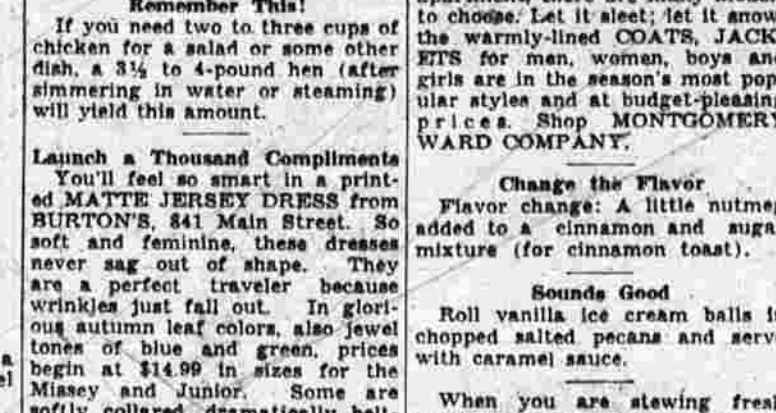 Remember This!
If you need two to three cups of
chicken for a salad or some other
dish, a 3½ to 4-pound hen (after
simmering in water or steaming)
will yield this amount.
Launch a Thousand Compliments
You'll feel so smart in a print-
ed MATTE JERSEY DRESS from
BURTON'S, 841 Main Street. So
soft and feminine, these dresses
never sag out of shape. They
are a perfect traveler because
wrinkles just fall out. In glori-
ous autumn leaf colors, also jewel
tones of blue and green, prices
begin at $14.99 in sizes for the
Missey and Junior. Some are
softly collared, dramatically
to choose. Let it sleet; let it snow
the warmly-lined COATS, JACK-
ETS for men, women, boys and
girls are in the season's most pop-
ular styles and at budget-pleasing
prices. Shop MONTGOMERY
WARD COMPANY.
Change the Flavor
Flavor change: A little nutmeg
added to a cinnamon and sugar
mixture (for cinnamon toast).
Sounds Good
Roll vanilla ice cream balls in
chopped salted pecans and serve
with caramel sauce.
When you are stewing fresh